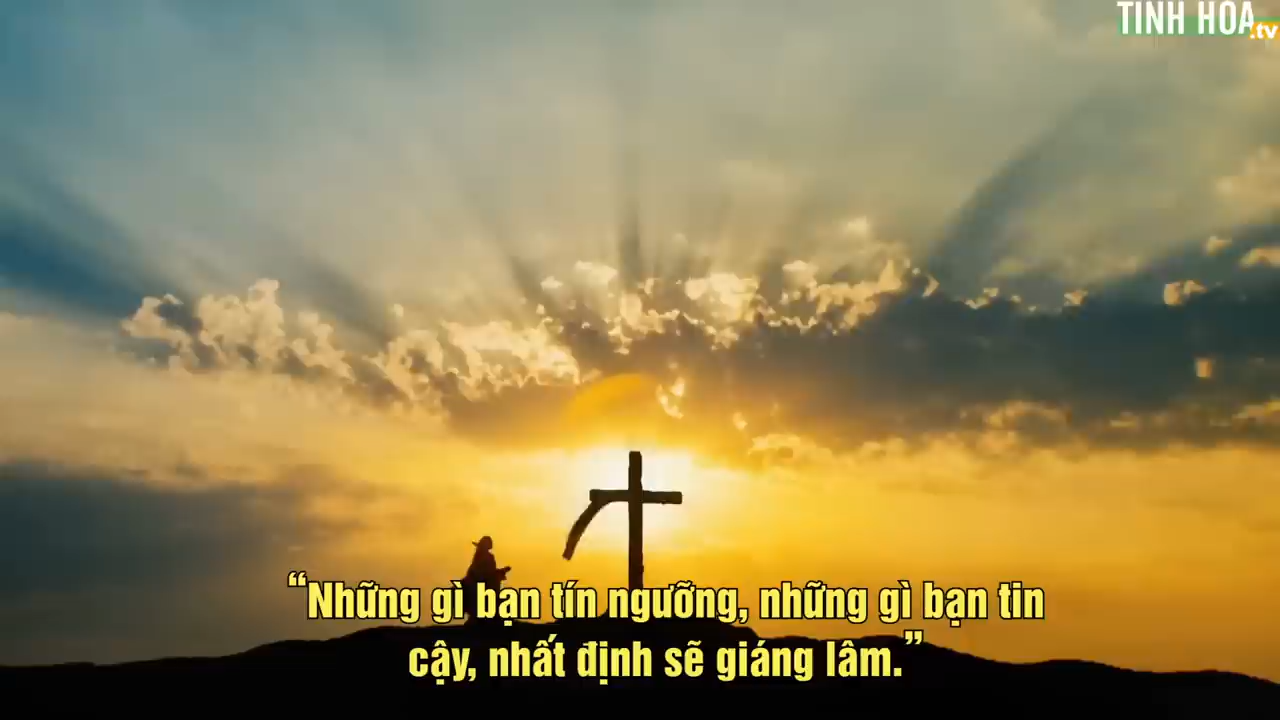 TINH HOA
.tv
“Những gì bạn tín ngưỡng, những gì bạn tin
cậy, nhất định sẽ giáng lâm.”